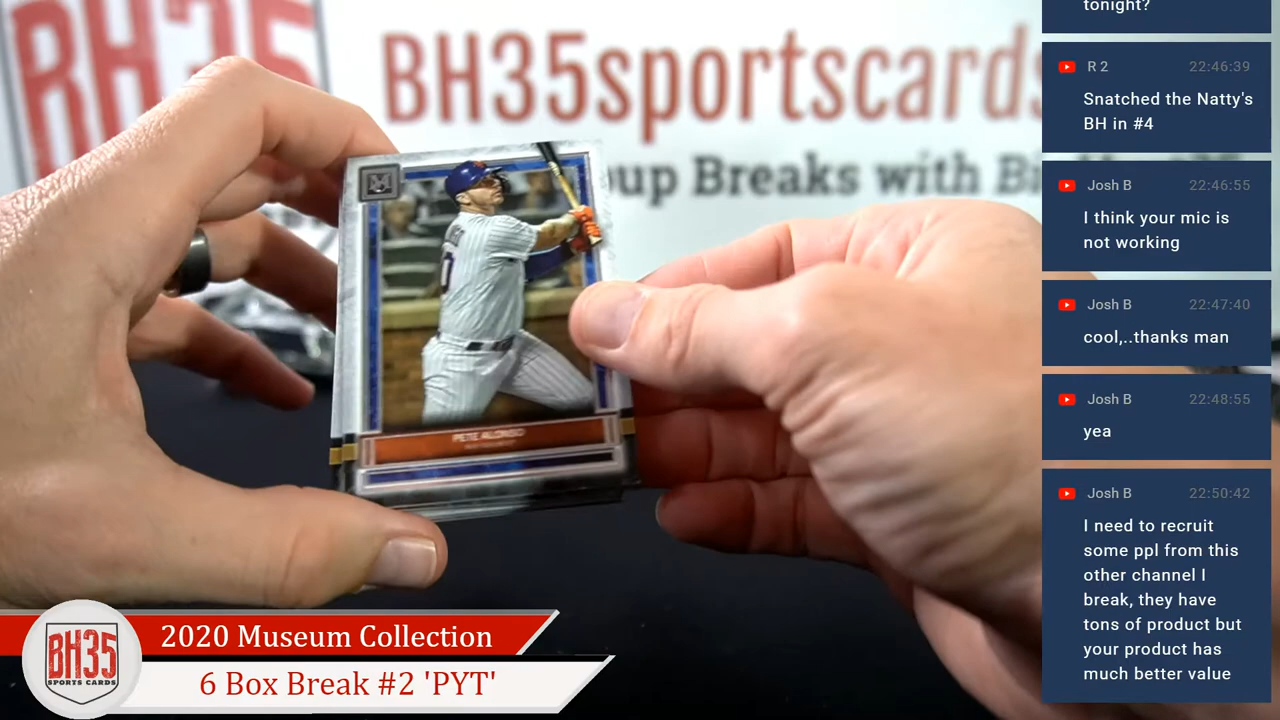 BH35
BH35sportscards
oup Breaks with Bi
PETE ALONSO
tonight?
R 2 22:46:39
Snatched the Natty's
BH in #4
Josh B 22:46:55
I think your mic is
not working
Josh B 22:47:40
cool,..thanks man
Josh B 22:48:55
yea
Josh B 22:50:42
I need to recruit
some ppl from this
other channel I
break, they have
tons of product but
your product has
much better value
BH35
SPORTS CARDS
2020 Museum Collection
6 Box Break #2 'PYT'